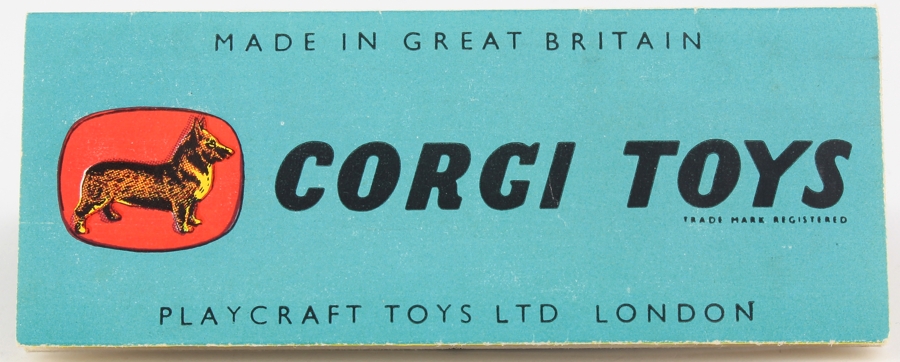 MADE IN GREAT BRITAIN
CORGI TOYS
TRADE MARK REGISTERED
PLAYCRAFT TOYS LTD LONDON